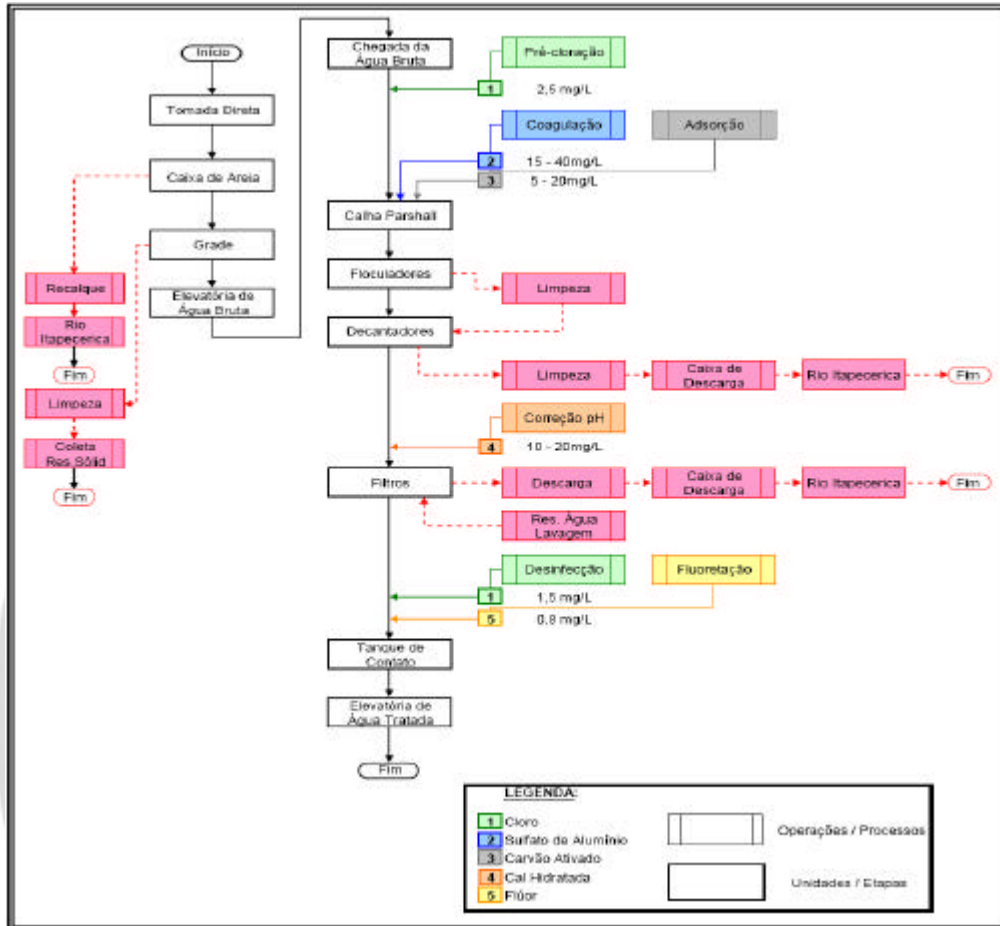 Início
Tomada Direta
Caixa de Areia
Grade
Elevatória de
Água Bruta
Recalque
Rio
Itapecerica
Fim
Limpeza
Coleta
Res.Sólid
Fim
Chegada da
Água Bruta
Pré-cloração
1
2,5 mg/L
Coagulação
Adsorção
2
15 - 40mg/L
3
5 - 20mg/L
Calha Parshall
Floculadores
Limpeza
Decantadores
Limpeza
Caixa de
Descarga
Rio Itapecerica
Fim
Correção pH
4
10 - 20mg/L
Filtros
Descarga
Caixa de
Descarga
Rio Itapecerica
Fim
Res. Água
Lavagem
Desinfecção
Fluoretação
1
1,5 mg/L
5
0,8 mg/L
Tanque de
Contato
Elevatória de
Água Tratada
Fim
LEGENDA:
1 Cloro
2 Sulfato de Alumínio
3 Carvão Ativado
4 Cal Hidratada
5 Flúor
Operações / Processos
Unidades / Etapas